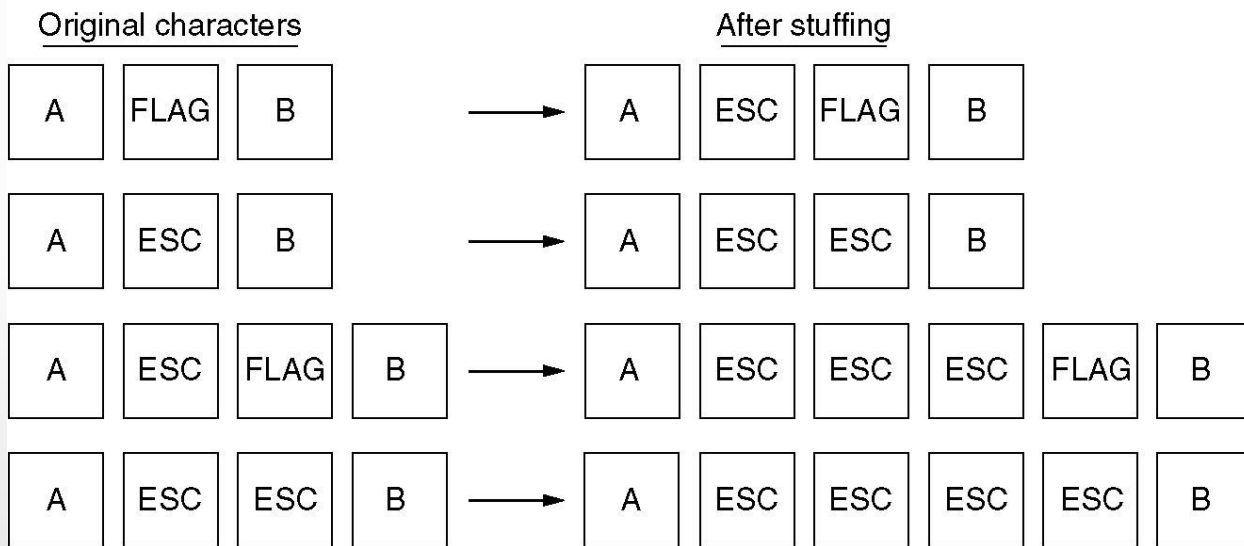 Original characters After stuffing
A FLAG B A ESC FLAG B
A ESC B A ESC ESC B
A ESC FLAG B A ESC ESC ESC FLAG B
A ESC ESC B A ESC ESC ESC ESC B